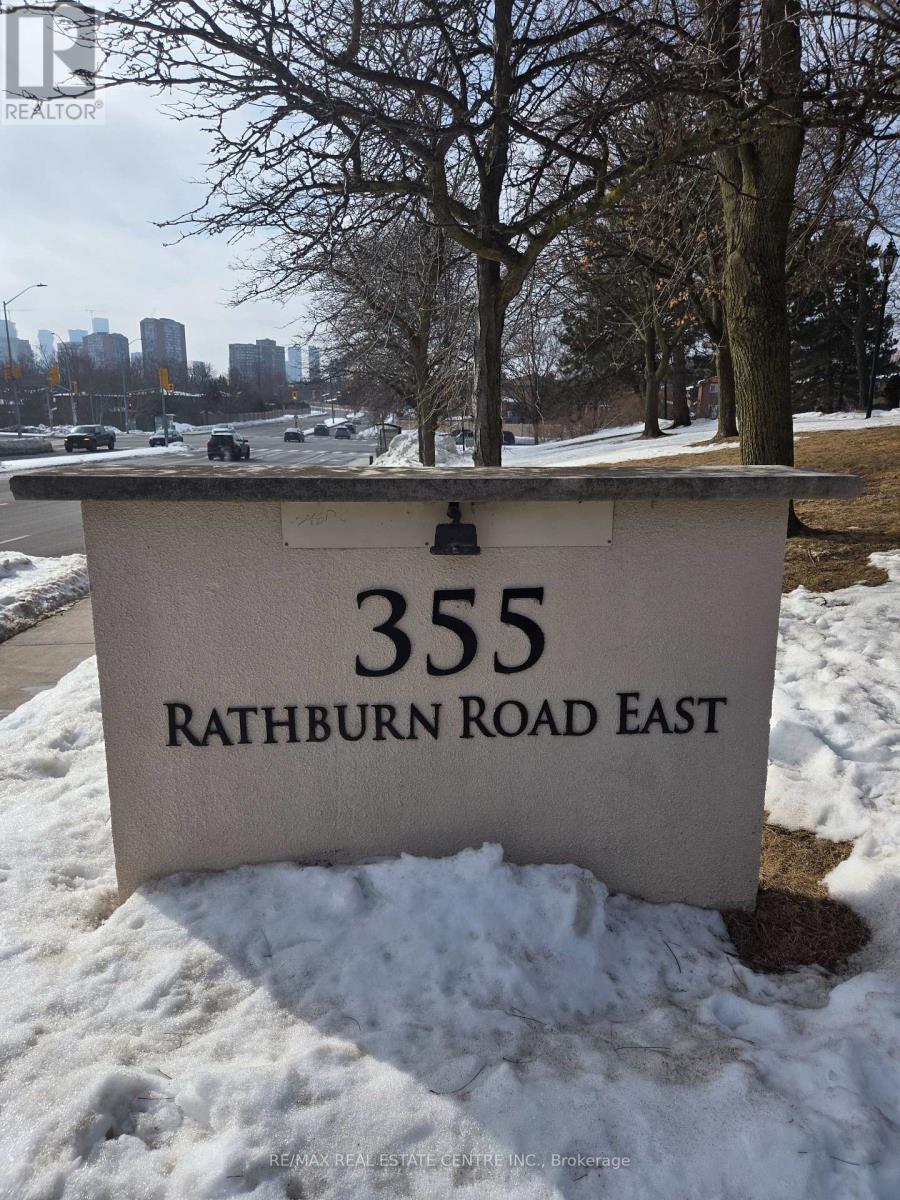 R
REALTOR®
355
RATHBURN ROAD EAST
RE/MAX REAL ESTATE CENTRE INC., Brokerage